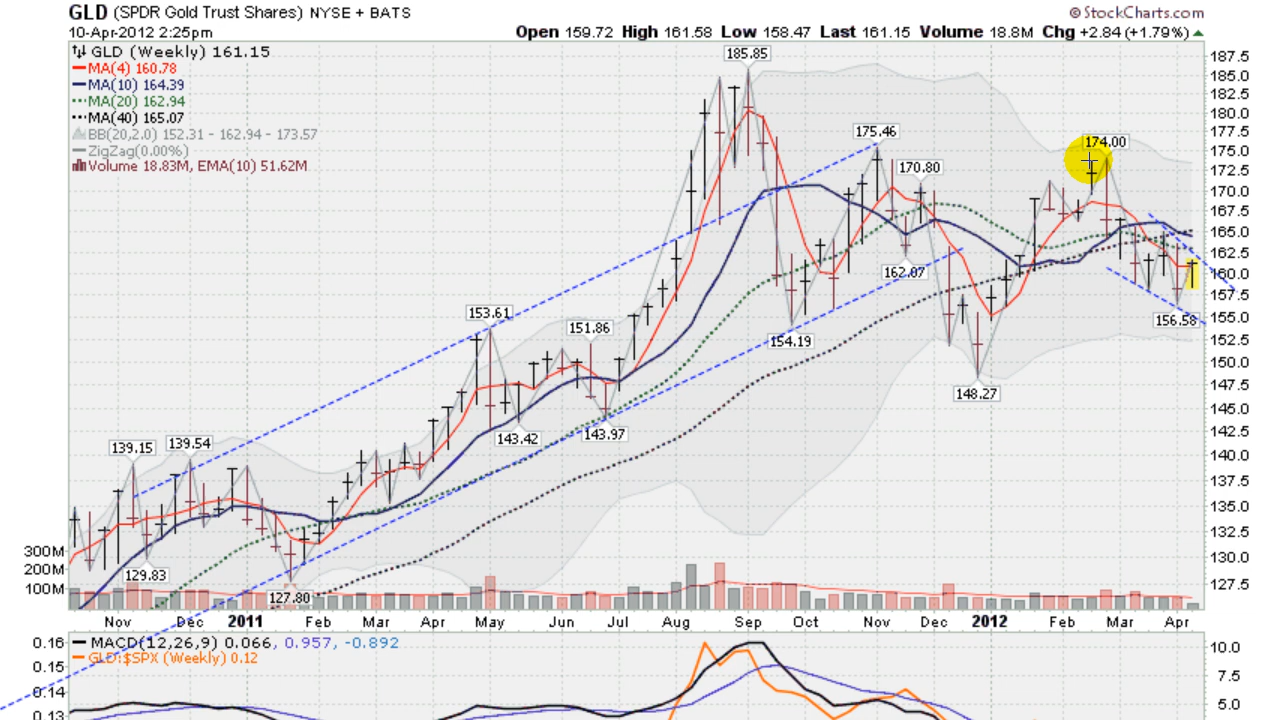 GLD (SPDR Gold Trust Shares) NYSE + BATS
© StockCharts.com
10-Apr-2012 2:25pm
Open 159.72 High 161.58 Low 158.47 Last 161.15 Volume 18.8M Chg +2.84 (+1.79%)
GLD (Weekly) 161.15
MA(4) 160.78
MA(10) 164.39
MA(20) 162.94
MA(40) 165.07
BB(20,2.0) 152.31 - 162.94 - 173.57
ZigZag(0.00%)
Volume 18.83M, EMA(10) 51.62M
185.85
175.46
174.00
170.80
162.07
153.61
151.86
156.58
154.19
148.27
139.15
139.54
143.42
143.97
129.83
127.80
187.5
185.0
182.5
180.0
177.5
175.0
172.5
170.0
167.5
165.0
162.5
160.0
157.5
155.0
152.5
150.0
147.5
145.0
142.5
140.0
137.5
135.0
132.5
130.0
127.5
300M
200M
100M
Nov Dec 2011 Feb Mar Apr May Jun Jul Aug Sep Oct Nov Dec 2012 Feb Mar Apr
MACD(12,26,9) 0.066, 0.957, -0.892
GLD:$SPX (Weekly) 0.12
0.16
0.15
0.14
0.13
10.0
7.5
5.0